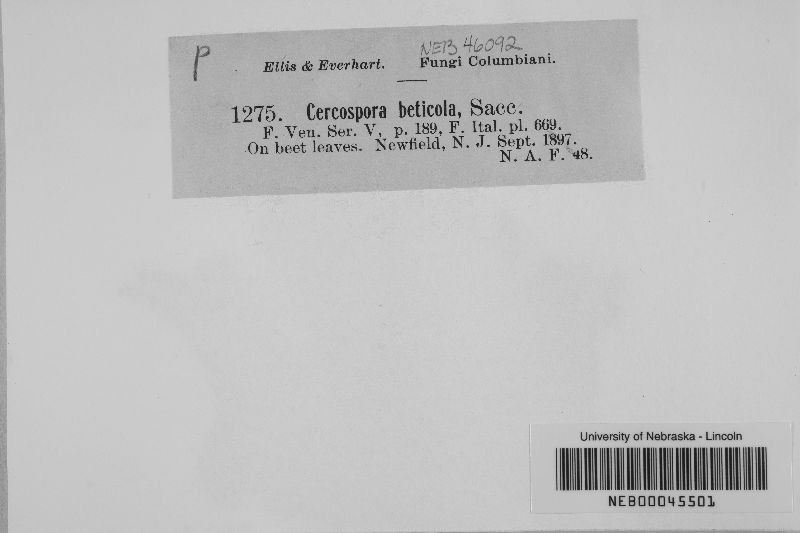 P
NEB 46092
Ellis & Everhart. Fungi Columbiani.
1275. Cercospora beticola, Sacc.
F. Ven. Ser. V, p. 189, F. Ital. pl. 669.
On beet leaves. Newfield, N. J. Sept. 1897.
N. A. F. 48.
University of Nebraska - Lincoln
NEB00045501